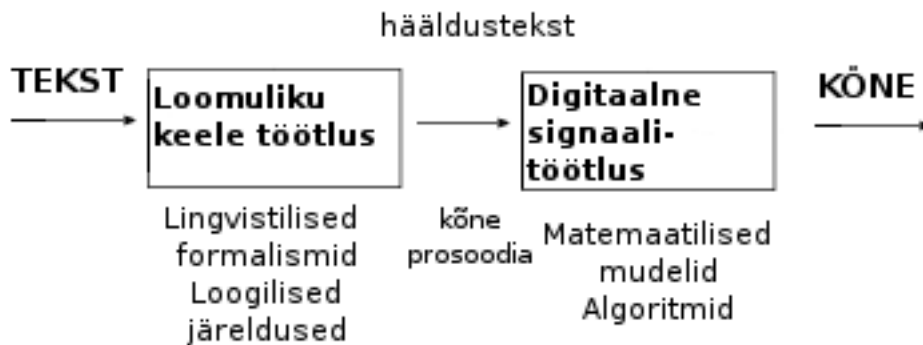 hääldustekst
TEKST
Loomuliku
keele töötlus
Digitaalne
signaali-
töötlus
KÕNE
Lingvistilised
formalismid
Loogilised
järeldused
kõne
prosoodia
Matemaatilised
mudelid
Algoritmid